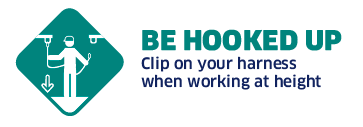 BE HOOKED UP
Clip on your harness
when working at height